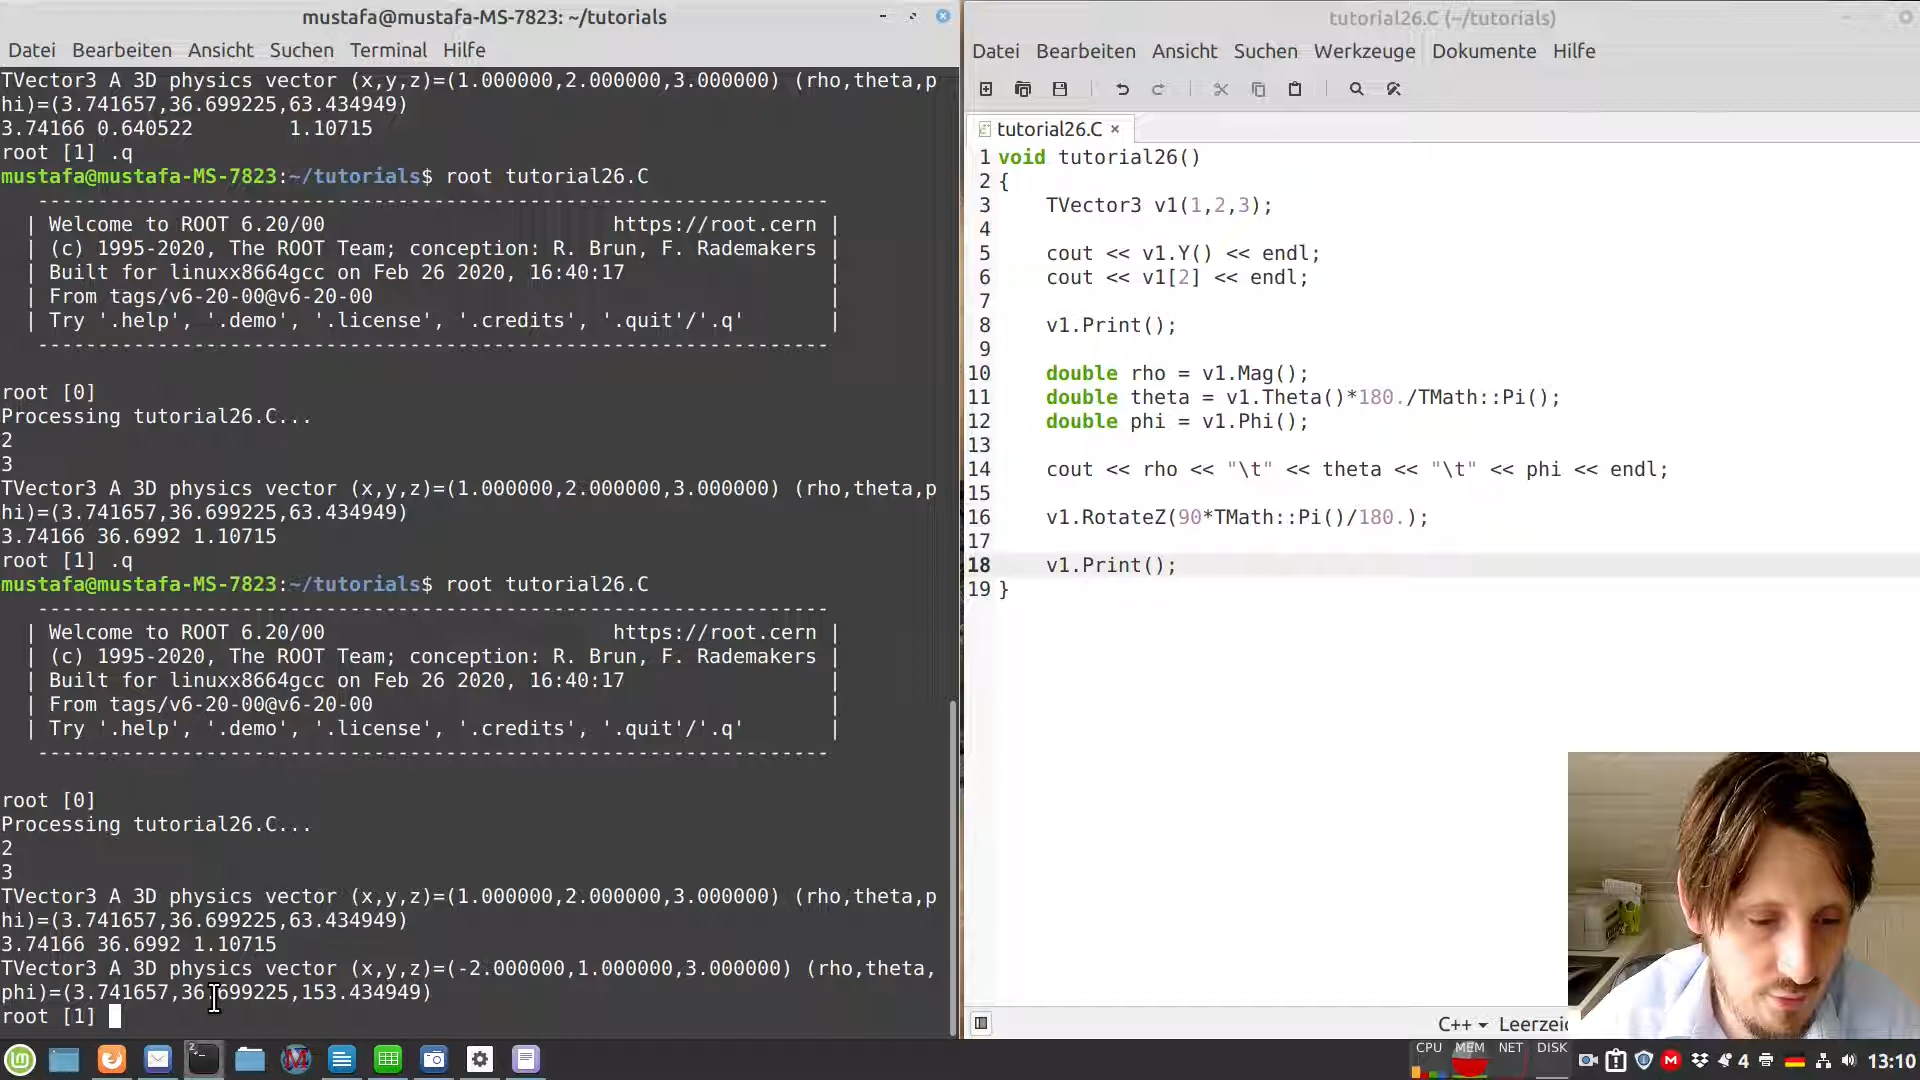 mustafa@mustafa-MS-7823: ~/tutorials
Datei Bearbeiten Ansicht Suchen Terminal Hilfe
TVector3 A 3D physics vector (x,y,z)=(1.000000,2.000000,3.000000) (rho,theta,p
hi)=(3.741657,36.699225,63.434949)
3.74166 0.640522        1.10715
root [1] .q
mustafa@mustafa-MS-7823:~/tutorials$ root tutorial26.C
   ------------------------------------------------------------------
  | Welcome to ROOT 6.20/00                        https://root.cern |
  | (c) 1995-2020, The ROOT Team; conception: R. Brun, F. Rademakers |
  | Built for linuxx8664gcc on Feb 26 2020, 16:40:17                 |
  | From tags/v6-20-00@v6-20-00                                      |
  | Try '.help', '.demo', '.license', '.credits', '.quit'/'.q'       |
   ------------------------------------------------------------------
root [0]
Processing tutorial26.C...
2
3
TVector3 A 3D physics vector (x,y,z)=(1.000000,2.000000,3.000000) (rho,theta,p
hi)=(3.741657,36.699225,63.434949)
3.74166 36.6992 1.10715
root [1] .q
mustafa@mustafa-MS-7823:~/tutorials$ root tutorial26.C
   ------------------------------------------------------------------
  | Welcome to ROOT 6.20/00                        https://root.cern |
  | (c) 1995-2020, The ROOT Team; conception: R. Brun, F. Rademakers |
  | Built for linuxx8664gcc on Feb 26 2020, 16:40:17                 |
  | From tags/v6-20-00@v6-20-00                                      |
  | Try '.help', '.demo', '.license', '.credits', '.quit'/'.q'       |
   ------------------------------------------------------------------
root [0]
Processing tutorial26.C...
2
3
TVector3 A 3D physics vector (x,y,z)=(1.000000,2.000000,3.000000) (rho,theta,p
hi)=(3.741657,36.699225,63.434949)
3.74166 36.6992 1.10715
TVector3 A 3D physics vector (x,y,z)=(-2.000000,1.000000,3.000000) (rho,theta,
phi)=(3.741657,36.699225,153.434949)
root [1]
tutorial26.C (~/tutorials)
Datei Bearbeiten Ansicht Suchen Werkzeuge Dokumente Hilfe
tutorial26.C ×
1 void tutorial26()
2 {
3     TVector3 v1(1,2,3);
4
5     cout << v1.Y() << endl;
6     cout << v1[2] << endl;
7
8     v1.Print();
9
10     double rho = v1.Mag();
11     double theta = v1.Theta()*180./TMath::Pi();
12     double phi = v1.Phi();
13
14     cout << rho << "\t" << theta << "\t" << phi << endl;
15
16     v1.RotateZ(90*TMath::Pi()/180.);
17
18     v1.Print();
19 }
C++ Leerzei
CPU MEM NET DISK
4 13:10